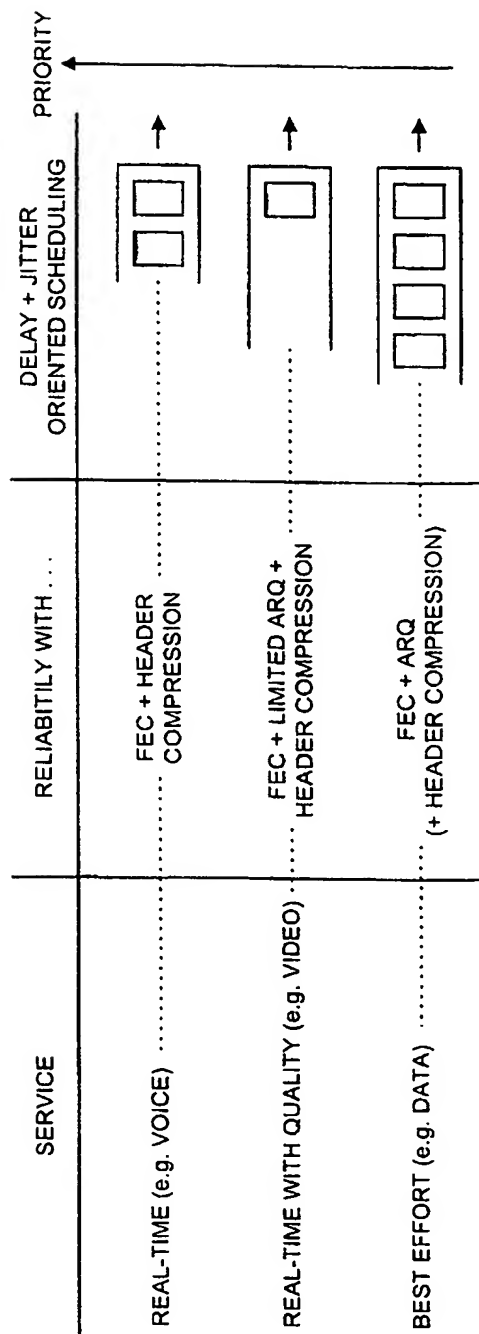 SERVICE
RELIABITILY WITH ....
DELAY + JITTER
ORIENTED SCHEDULING
PRIORITY
REAL-TIME (e.g. VOICE)
FEC + HEADER
COMPRESSION
REAL-TIME WITH QUALITY (e.g. VIDEO)
FEC + LIMITED ARQ +
HEADER COMPRESSION
BEST EFFORT (e.g. DATA)
FEC + ARQ
(+ HEADER COMPRESSION)